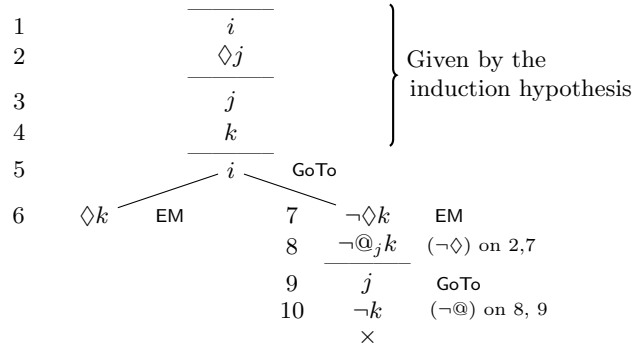 1 i
2 ◊j
Given by the
induction hypothesis
3 j
4 k
5 i GoTo
6 ◊k EM 7 ¬◊k EM
8 ¬@ⱼk (¬◊) on 2,7
9 j GoTo
10 ¬k (¬@) on 8, 9
×